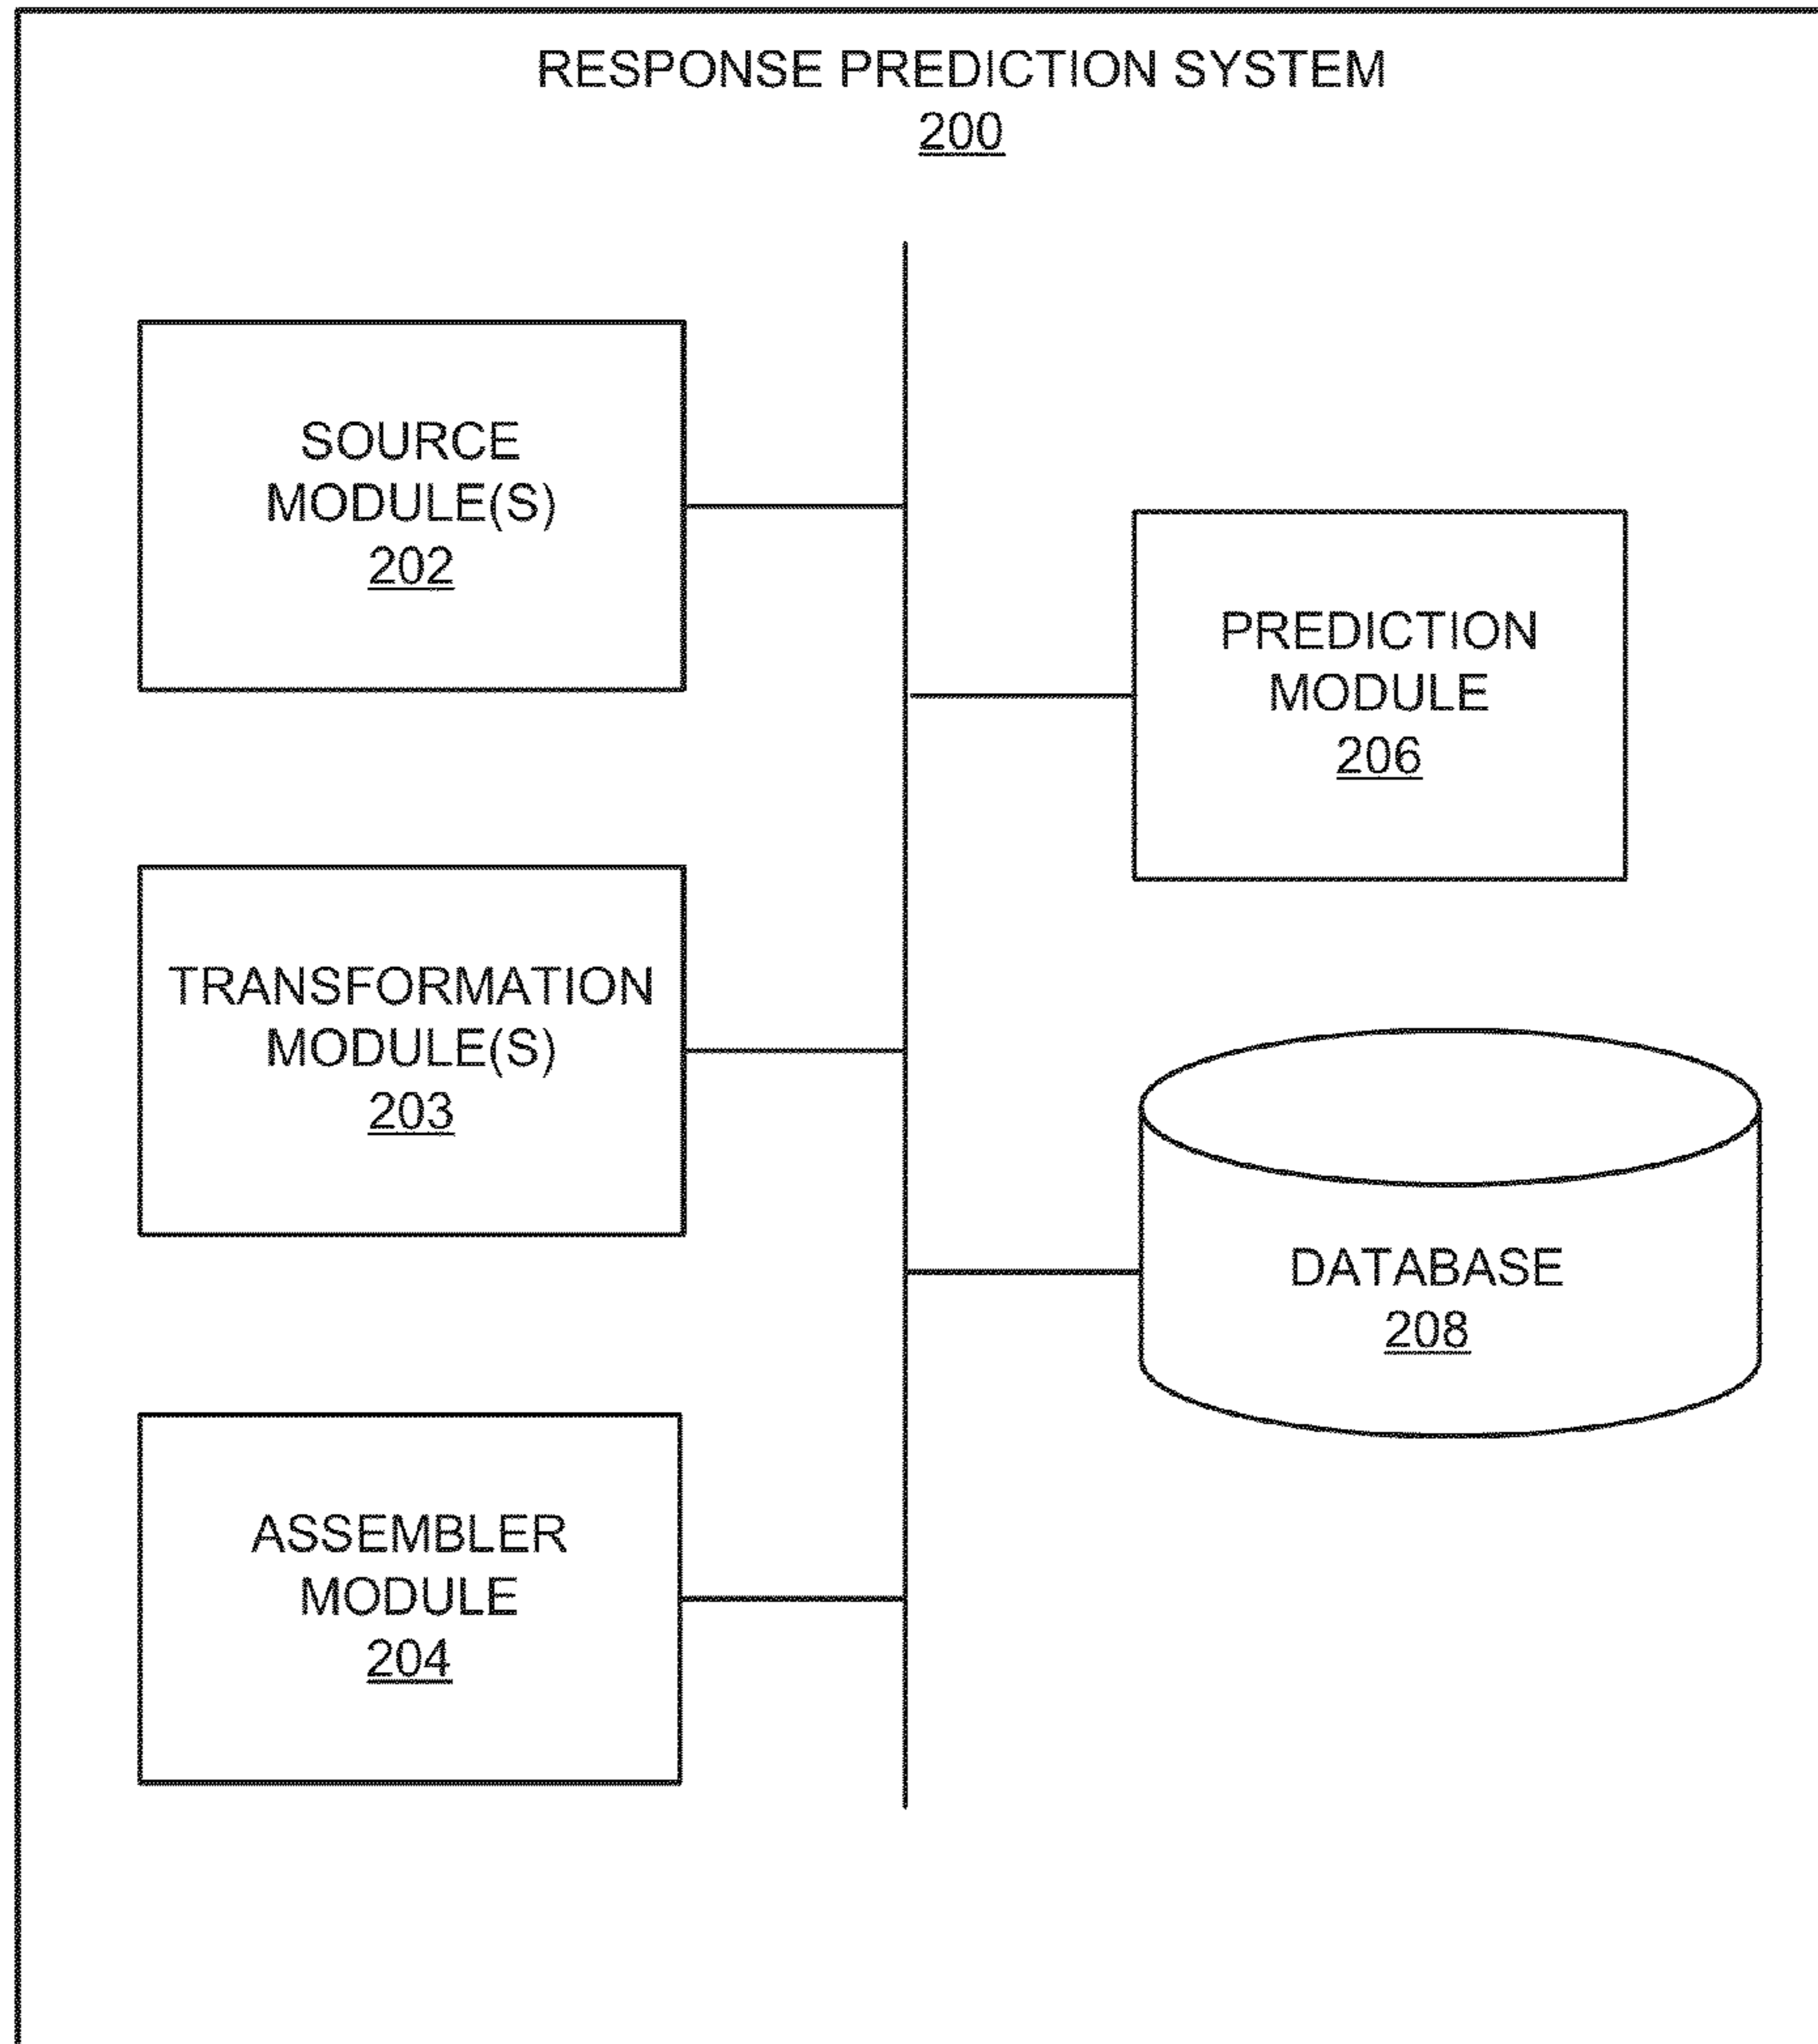 RESPONSE PREDICTION SYSTEM
200
SOURCE
MODULE(S)
202
PREDICTION
MODULE
206
TRANSFORMATION
MODULE(S)
203
DATABASE
208
ASSEMBLER
MODULE
204